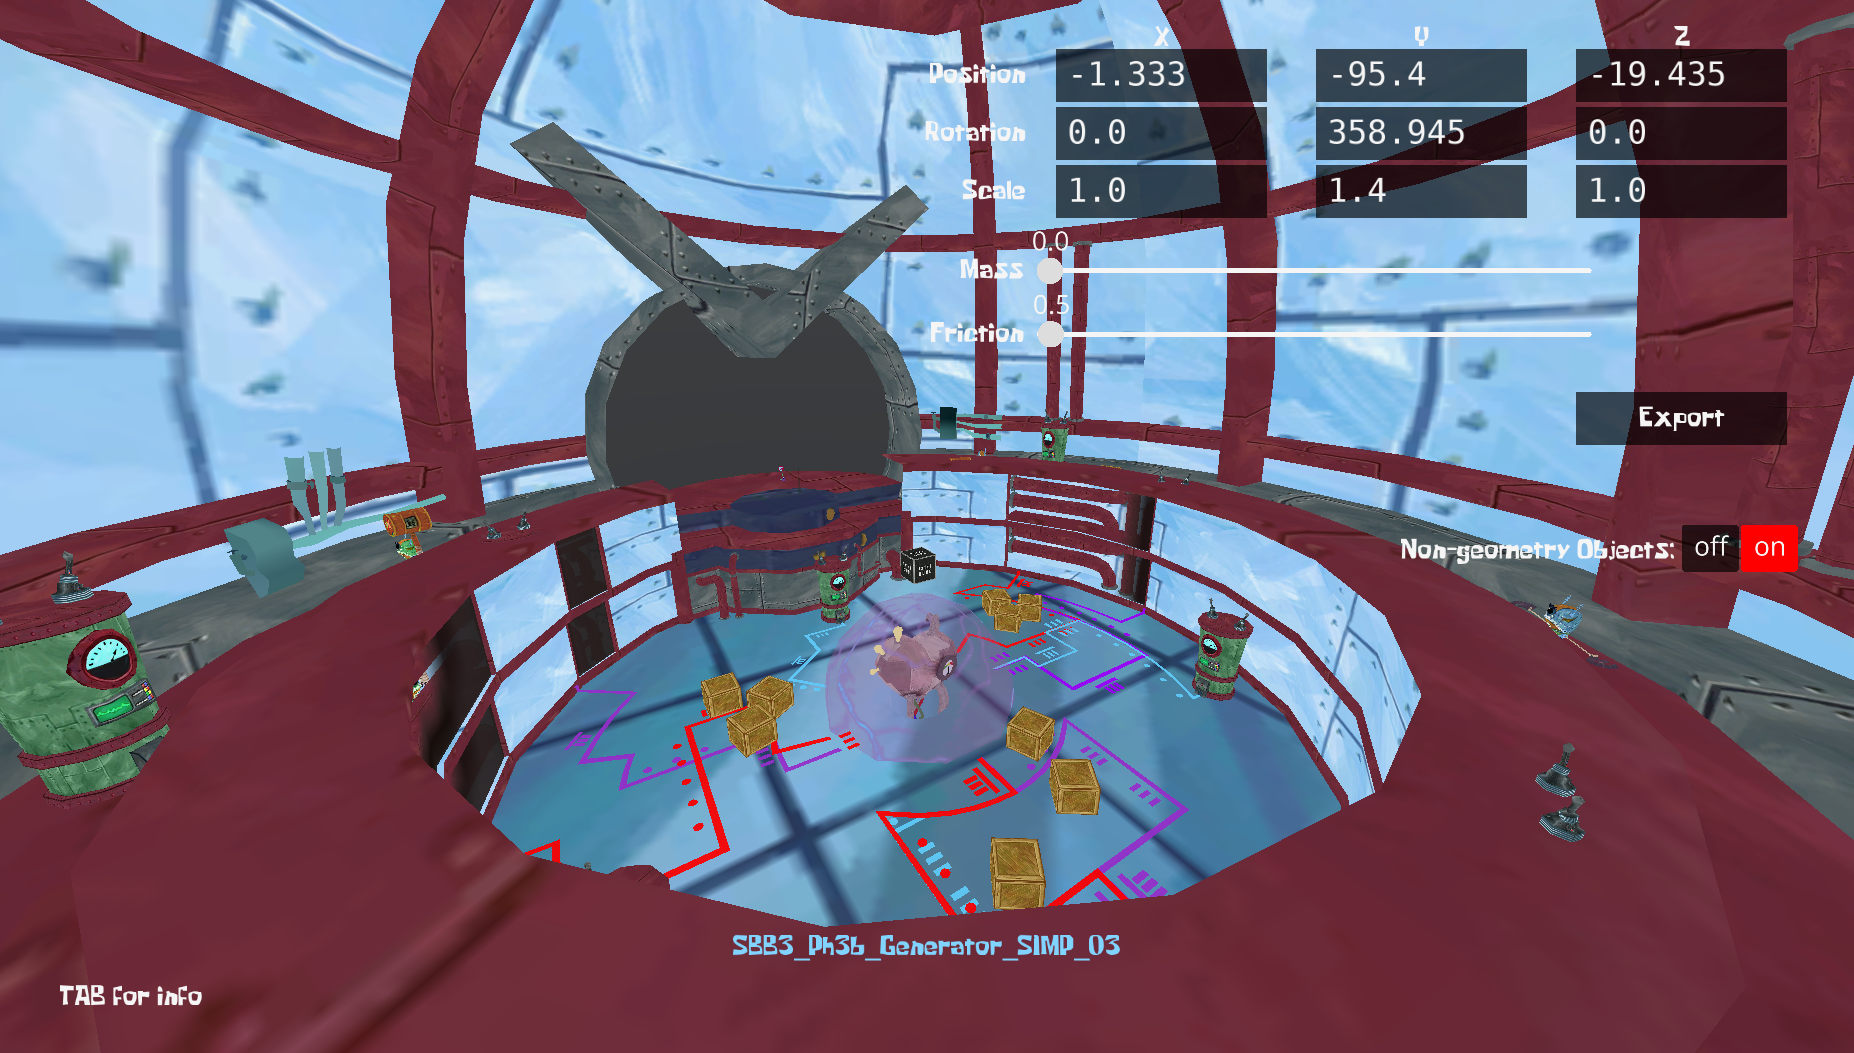 X Y Z
Position -1.333 -95.4 -19.435
Rotation 0.0 358.945 0.0
Scale 1.0 1.4 1.0
0.0
Mass
0.5
Friction
Export
Non-geometry Objects: off on
SBB3_Ph3b_Generator_SIMP_03
TAB for info